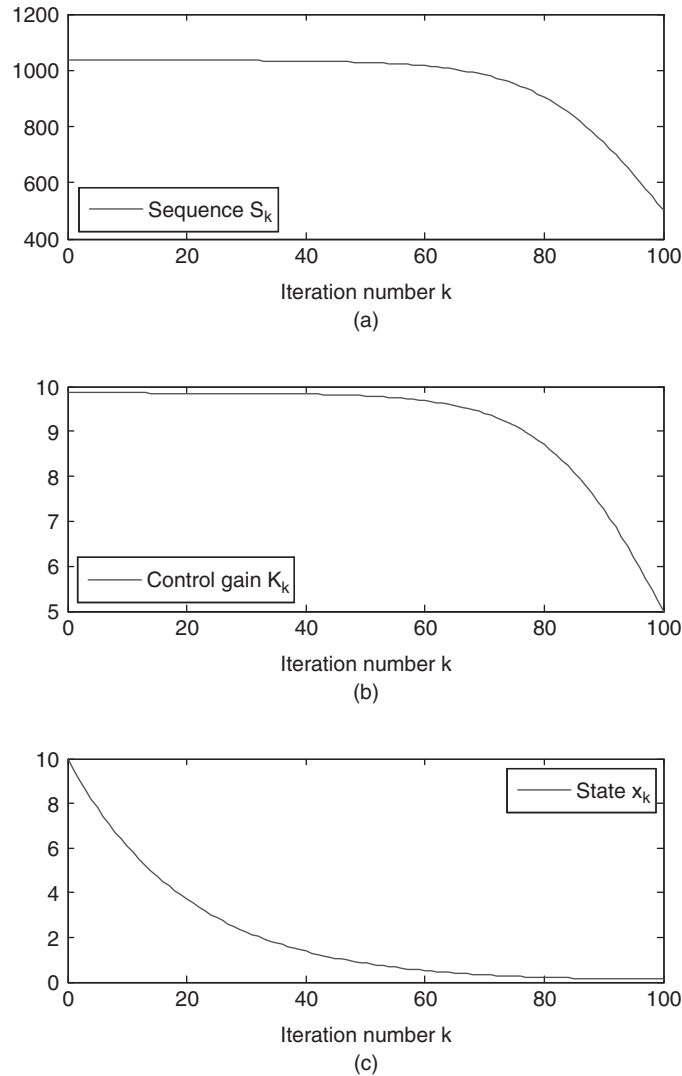 1200
1000
800
600
400
Sequence S_k
0 20 40 60 80 100
Iteration number k
(a)
10
9
8
7
6
5
Control gain K_k
0 20 40 60 80 100
Iteration number k
(b)
10
8
6
4
2
0
State x_k
0 20 40 60 80 100
Iteration number k
(c)